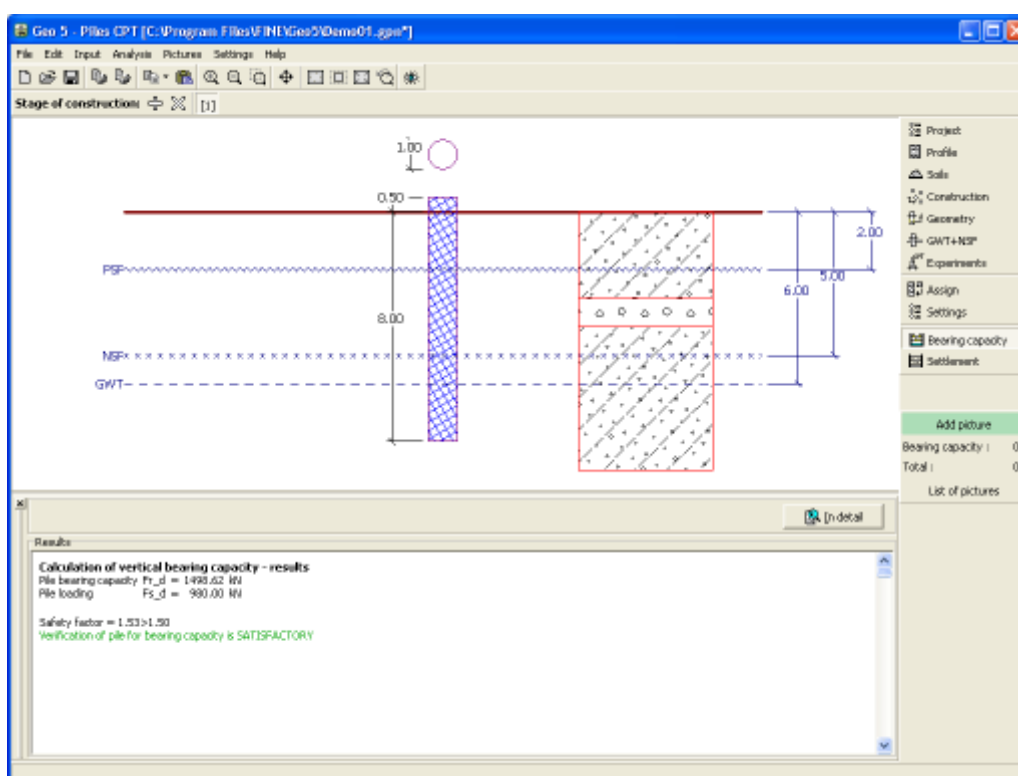 Geo 5 - Piles CPT [C:\Program Files\FINE\Geo5\Demo01.gpn*]
File Edit Input Analysis Pictures Settings Help
Stage of construction: [1]
1.00
0.50
2.00
PSF
5.00
6.00
8.00
NSF
GWT
Project
Profile
Soils
Construction
Geometry
GWT+NSF
Experiments
Assign
Settings
Bearing capacity
Settlement
Add picture
Bearing capacity : 0
Total : 0
List of pictures
In detail
Results
Calculation of vertical bearing capacity - results
Pile bearing capacity Fr_d = 1498.62 kN
Pile loading Fs_d = 980.00 kN
Safety factor = 1.53>1.50
Verification of pile for bearing capacity is SATISFACTORY